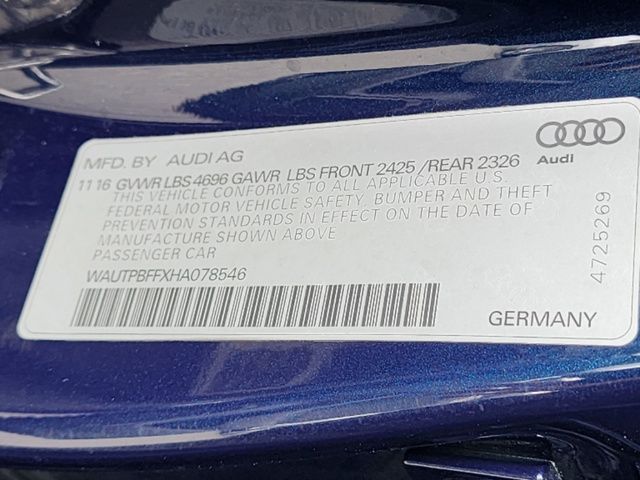 MFD. BY AUDI AG
Audi
11 16 GVWR LBS 4696 GAWR LBS FRONT 2425 /REAR 2326
THIS VEHICLE CONFORMS TO ALL APPLICABLE U.S.
FEDERAL MOTOR VEHICLE SAFETY, BUMPER AND THEFT
PREVENTION STANDARDS IN EFFECT ON THE DATE OF
MANUFACTURE SHOWN ABOVE
PASSENGER CAR
WAUTPBFFXHA078546
4725269
GERMANY